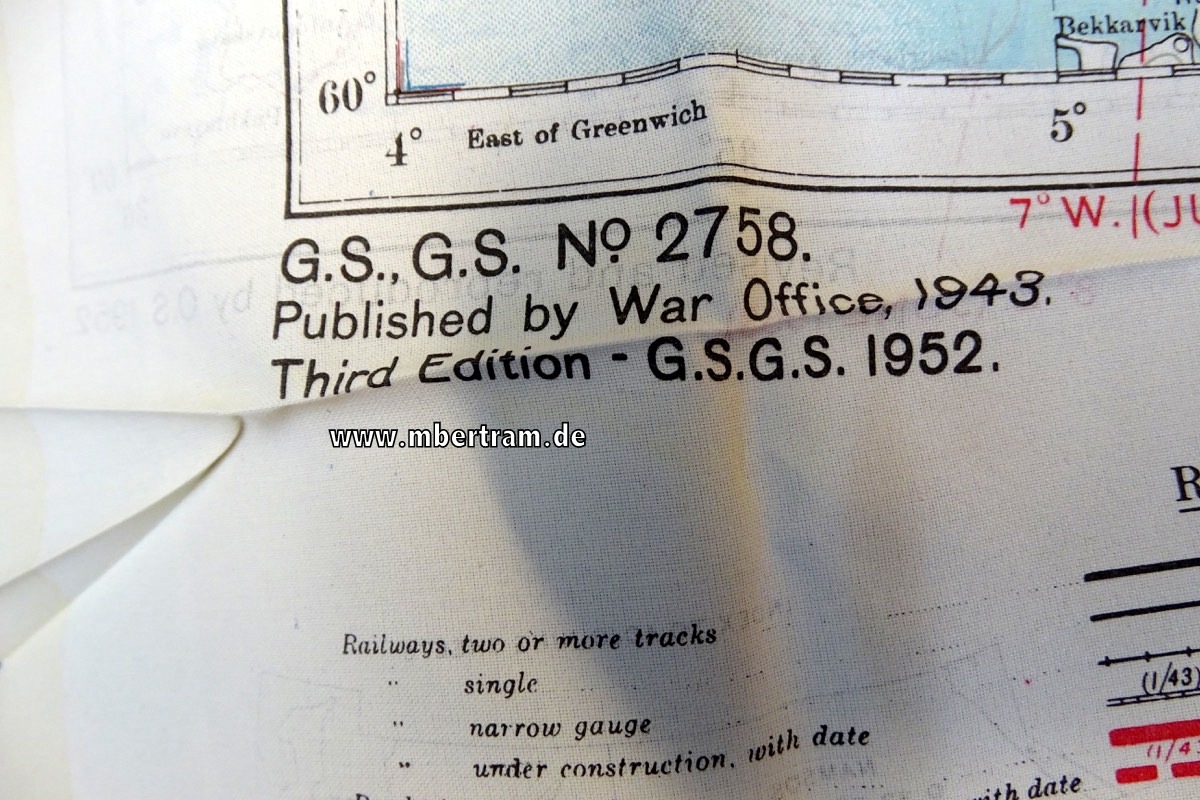 Bekkarvik
60°
4° East of Greenwich 5°
7° W. (JU
G.S., G.S. Nº 2758.
Published by War Office, 1943.
Third Edition - G.S.G.S. 1952.
www.mbertram.de
R
Railways, two or more tracks
" single
(1/43)
" narrow gauge
" under construction, with date
with date